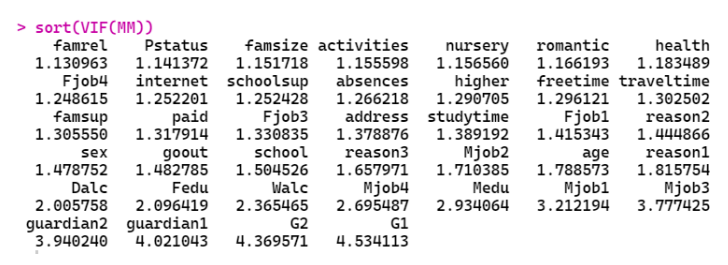 > sort(VIF(MM))
famrel Pstatus famsize activities nursery romantic health
1.130963 1.141372 1.151718 1.155598 1.156560 1.166193 1.183489
Fjob4 internet schoolsup absences higher freetime traveltime
1.248615 1.252201 1.252428 1.266218 1.290705 1.296121 1.302502
famsup paid Fjob3 address studytime Fjob1 reason2
1.305550 1.317914 1.330835 1.378876 1.389192 1.415343 1.444866
sex goout school reason3 Mjob2 age reason1
1.478752 1.482785 1.504526 1.657971 1.710385 1.788573 1.815754
Dalc Fedu Walc Mjob4 Medu Mjob1 Mjob3
2.005758 2.096419 2.365465 2.695487 2.934064 3.212194 3.777425
guardian2 guardian1 G2 G1
3.940240 4.021043 4.369571 4.534113